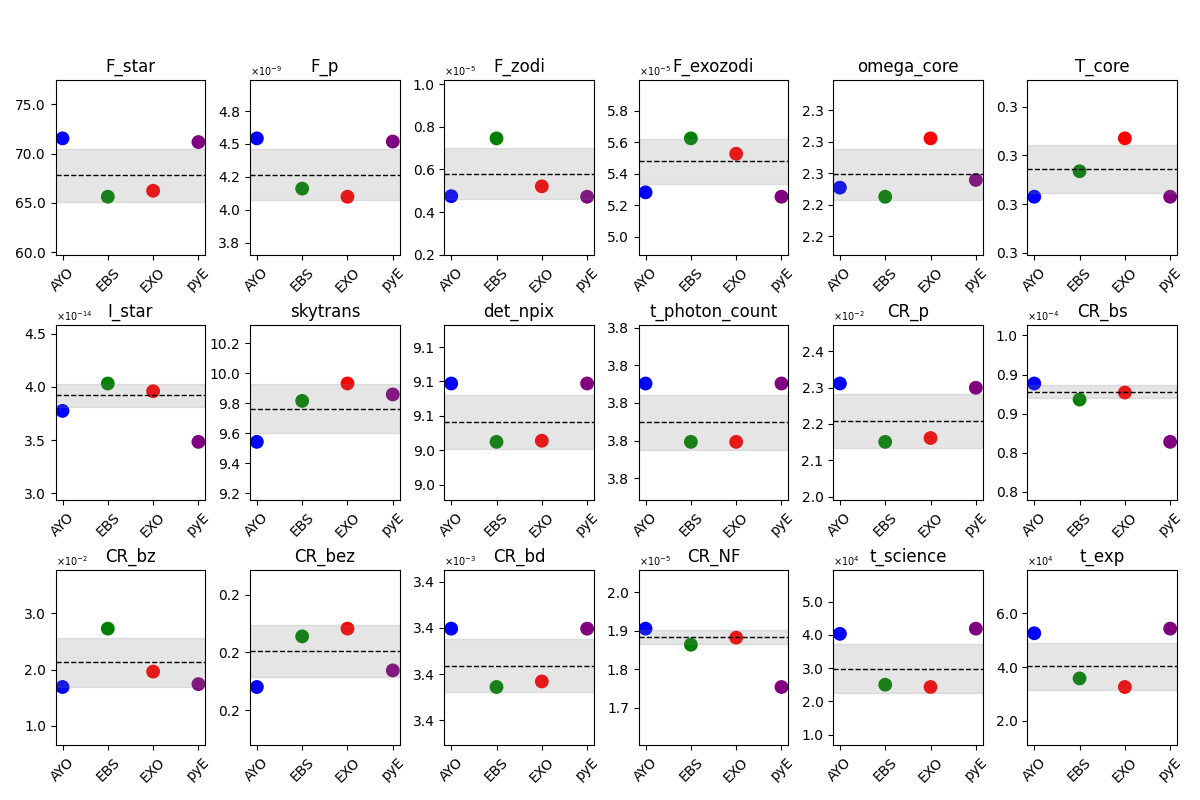 F_star
F_p
F_zodi
F_exozodi
omega_core
T_core
×10⁻⁹
×10⁻⁵
×10⁻⁵
75.0
70.0
65.0
60.0
AYO
EBS
EXO
pyE
4.8
4.5
4.2
4.0
3.8
AYO
EBS
EXO
pyE
1.0
0.8
0.6
0.4
0.2
AYO
EBS
EXO
pyE
5.8
5.6
5.4
5.2
5.0
AYO
EBS
EXO
pyE
2.3
2.3
2.3
2.2
2.2
AYO
EBS
EXO
pyE
0.3
0.3
0.3
0.3
AYO
EBS
EXO
pyE
I_star
skytrans
det_npix
t_photon_count
CR_p
CR_bs
×10⁻¹⁴
×10⁻²
×10⁻⁴
4.5
4.0
3.5
3.0
AYO
EBS
EXO
pyE
10.2
10.0
9.8
9.6
9.4
9.2
AYO
EBS
EXO
pyE
9.1
9.1
9.1
9.0
9.0
AYO
EBS
EXO
pyE
3.8
3.8
3.8
3.8
3.8
AYO
EBS
EXO
pyE
2.4
2.3
2.2
2.1
2.0
AYO
EBS
EXO
pyE
1.0
0.9
0.9
0.8
0.8
AYO
EBS
EXO
pyE
CR_bz
CR_bez
CR_bd
CR_NF
t_science
t_exp
×10⁻²
×10⁻³
×10⁻⁵
×10⁴
×10⁴
3.0
2.0
1.0
AYO
EBS
EXO
pyE
0.2
0.2
0.2
AYO
EBS
EXO
pyE
3.4
3.4
3.4
3.4
AYO
EBS
EXO
pyE
2.0
1.9
1.8
1.7
AYO
EBS
EXO
pyE
5.0
4.0
3.0
2.0
1.0
AYO
EBS
EXO
pyE
6.0
4.0
2.0
AYO
EBS
EXO
pyE